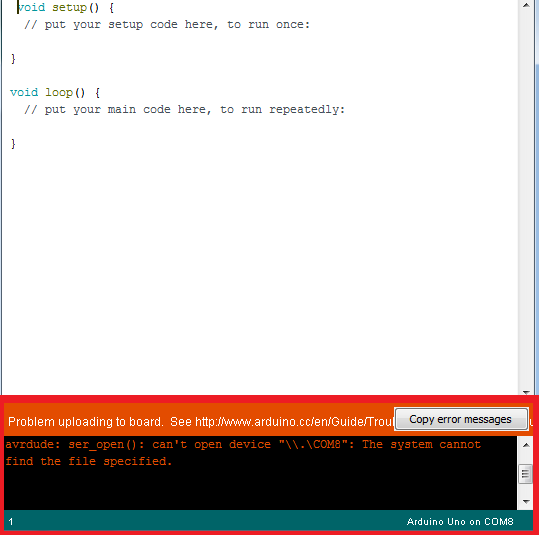 void setup() {
// put your setup code here, to run once:
}
void loop() {
// put your main code here, to run repeatedly:
}
Problem uploading to board. See http://www.arduino.cc/en/Guide/Trou
Copy error messages
avrdude: ser_open(): can't open device "\\.\COM8": The system cannot
find the file specified.
1
Arduino Uno on COM8